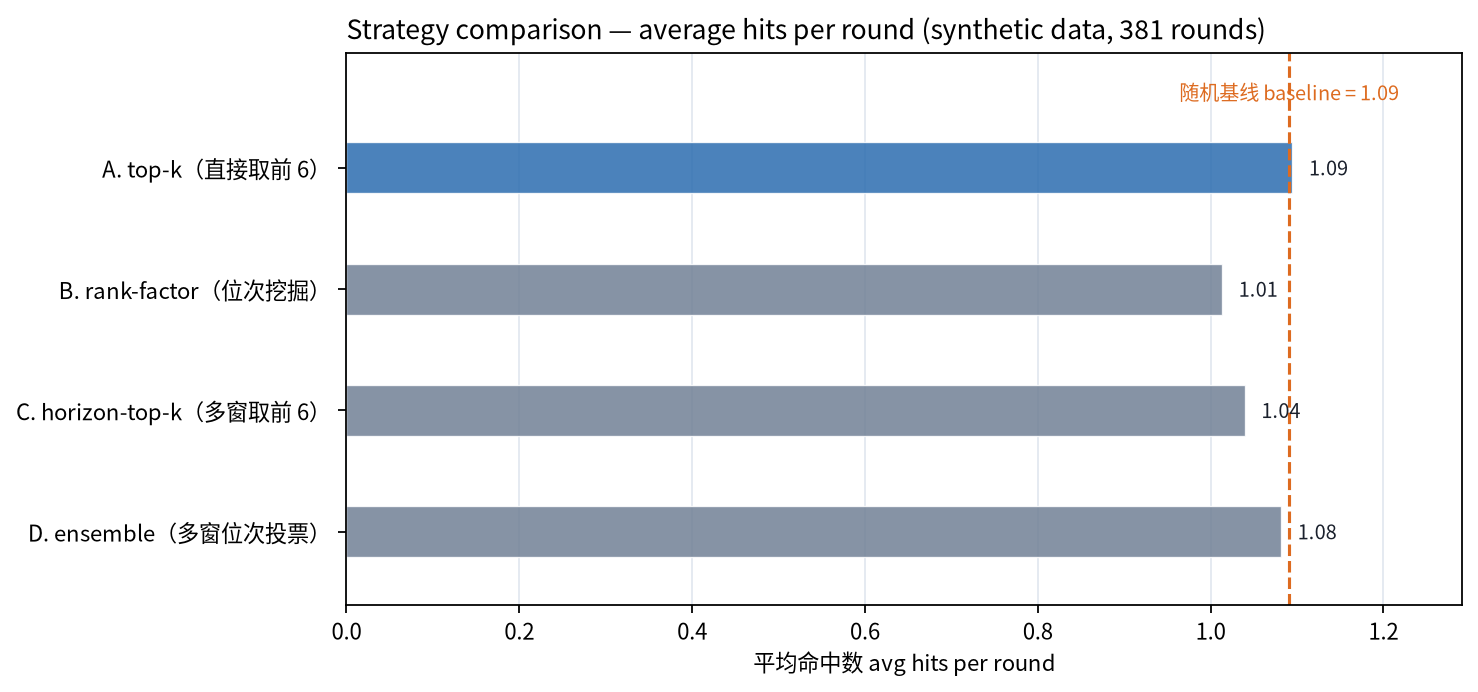 Strategy comparison — average hits per round (synthetic data, 381 rounds)
随机基线 baseline = 1.09
A. top-k（直接取前 6） 1.09
B. rank-factor（位次挖掘） 1.01
C. horizon-top-k（多窗取前 6） 1.04
D. ensemble（多窗位次投票） 1.08
0.0 0.2 0.4 0.6 0.8 1.0 1.2
平均命中数 avg hits per round